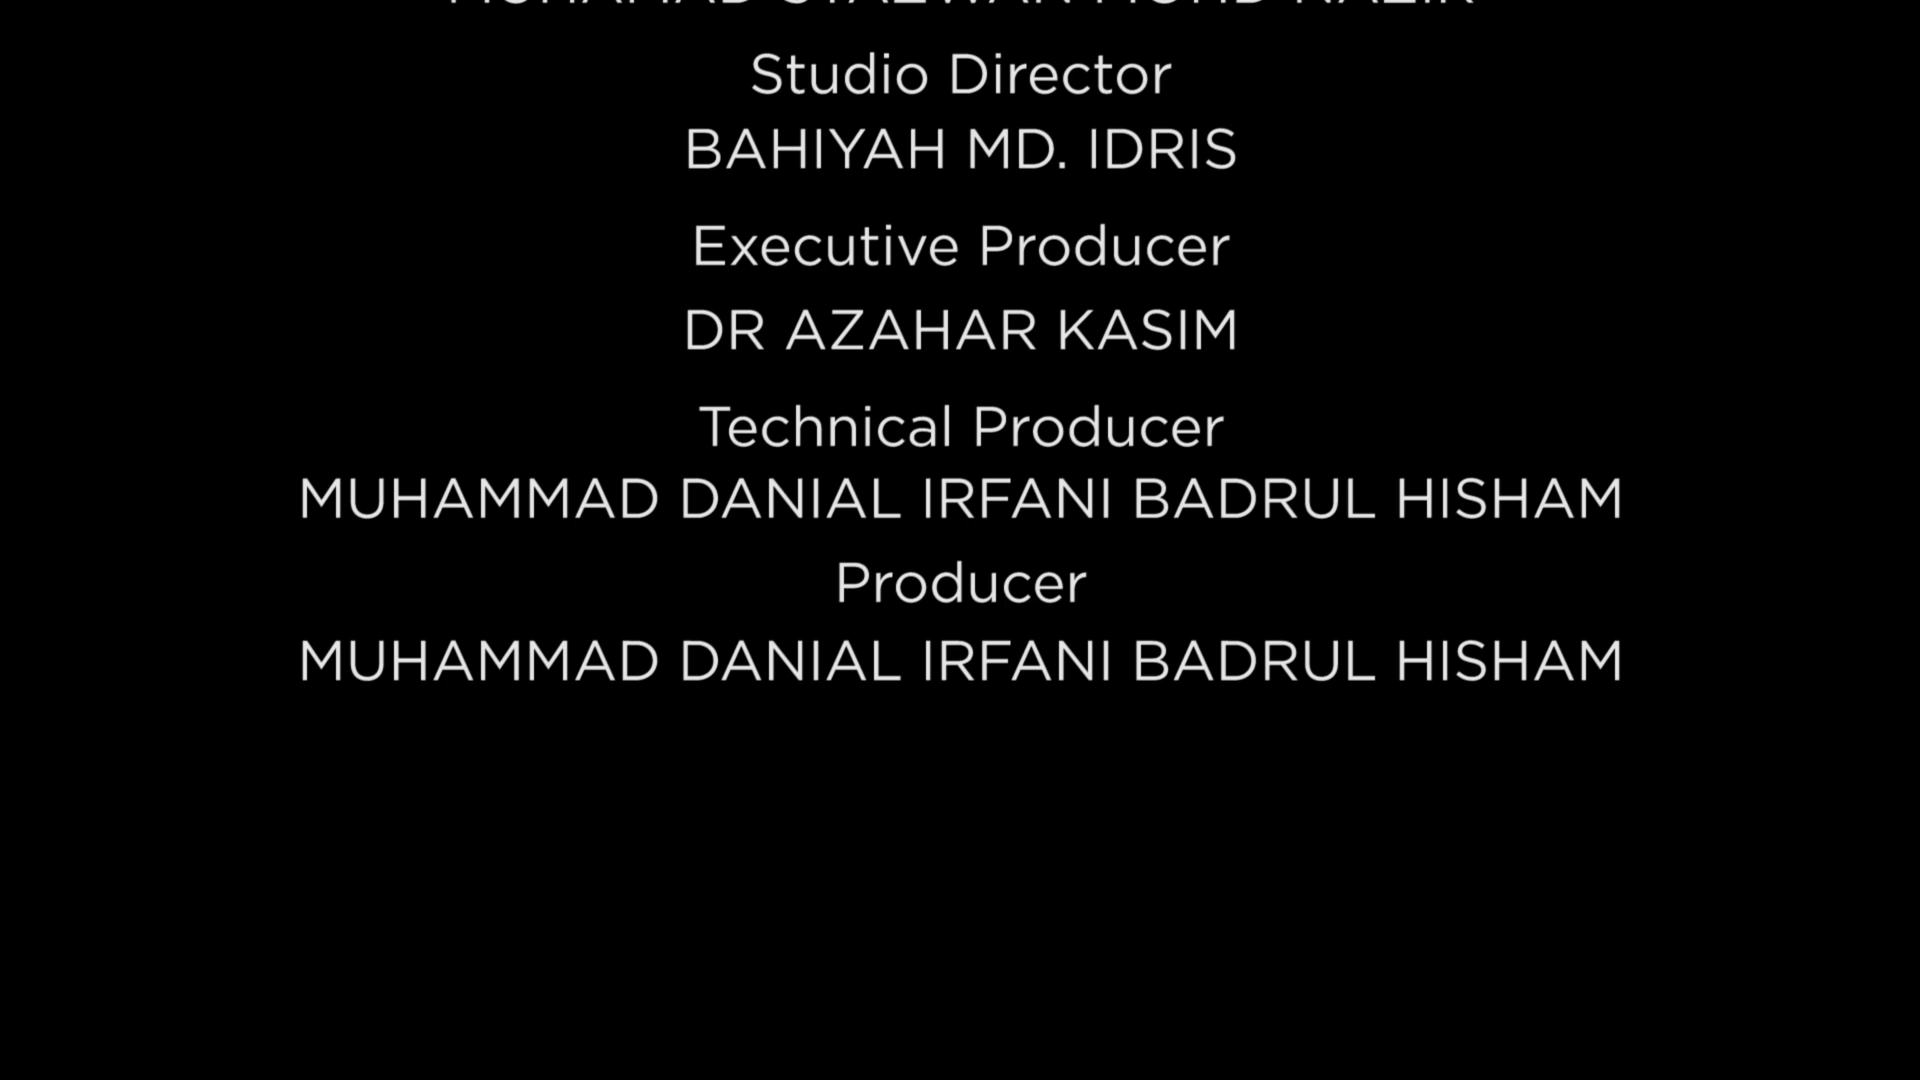 Studio Director
BAHIYAH MD. IDRIS
Executive Producer
DR AZAHAR KASIM
Technical Producer
MUHAMMAD DANIAL IRFANI BADRUL HISHAM
Producer
MUHAMMAD DANIAL IRFANI BADRUL HISHAM